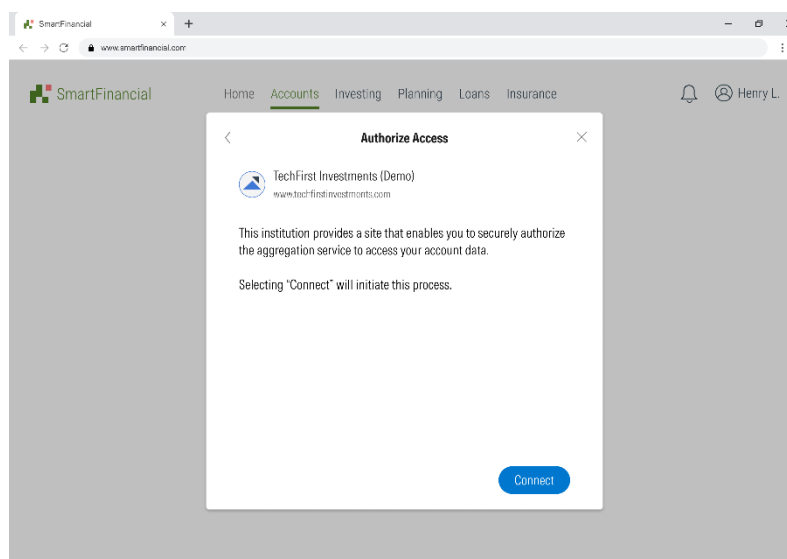 SmartFinancial
www.smartfinancial.com
SmartFinancial Home Accounts Investing Planning Loans Insurance Henry L.
Authorize Access
TechFirst Investments (Demo)
www.techfirstinvestments.com
This institution provides a site that enables you to securely authorize
the aggregation service to access your account data.
Selecting "Connect" will initiate this process.
Connect